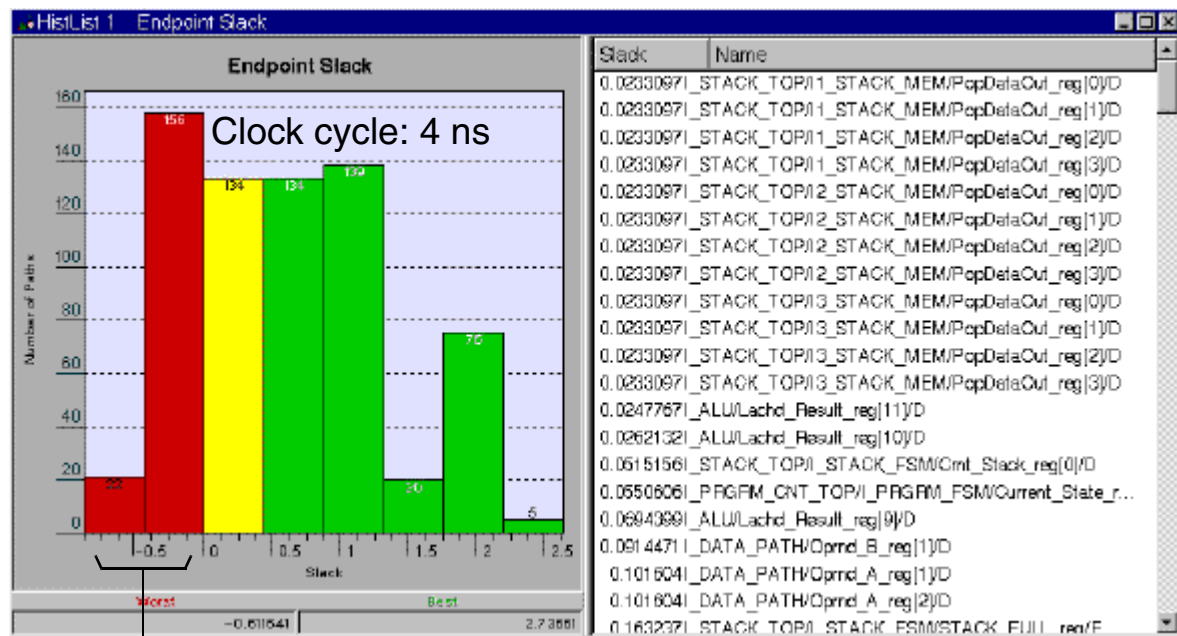 HistList 1 Endpoint Slack
Endpoint Slack
Clock cycle: 4 ns
160
140
120
100
80
60
40
20
0
Number of Paths
156
134
134
139
5
-0.5 0 0.5 1 1.5 2 2.5
Slack
Worst Best
-0.611641
Slack Name
0.0233097 I_STACK_TOP/I1_STACK_MEM/PopDataOut_reg[0]/D
0.0233097 I_STACK_TOP/I1_STACK_MEM/PopDataOut_reg[1]/D
0.0233097 I_STACK_TOP/I1_STACK_MEM/PopDataOut_reg[2]/D
0.0233097 I_STACK_TOP/I1_STACK_MEM/PopDataOut_reg[3]/D
0.0233097 I_STACK_TOP/I2_STACK_MEM/PopDataOut_reg[0]/D
0.0233097 I_STACK_TOP/I2_STACK_MEM/PopDataOut_reg[1]/D
0.0233097 I_STACK_TOP/I2_STACK_MEM/PopDataOut_reg[2]/D
0.0233097 I_STACK_TOP/I2_STACK_MEM/PopDataOut_reg[3]/D
0.0233097 I_STACK_TOP/I3_STACK_MEM/PopDataOut_reg[0]/D
0.0233097 I_STACK_TOP/I3_STACK_MEM/PopDataOut_reg[1]/D
0.0233097 I_STACK_TOP/I3_STACK_MEM/PopDataOut_reg[2]/D
0.0233097 I_STACK_TOP/I3_STACK_MEM/PopDataOut_reg[3]/D
0.0247767 I_ALU/Lachd_Result_reg[11]/D
0.0262132 I_ALU/Lachd_Result_reg[10]/D
0.0515156 I_STACK_TOP/I_STACK_FSM/Crnt_Stack_reg[0]/D
0.0550606 I_PRGRM_CNT_TOP/I_PRGRM_FSM/Current_State_r...
0.0694399 I_ALU/Lachd_Result_reg[9]/D
0.0914471 I_DATA_PATH/Oprnd_B_reg[1]/D
0.101604 I_DATA_PATH/Oprnd_A_reg[1]/D
0.101604 I_DATA_PATH/Oprnd_A_reg[2]/D
0.163237 I_STACK_TOP/I_STACK_FSM/STACK_FULL_reg/E